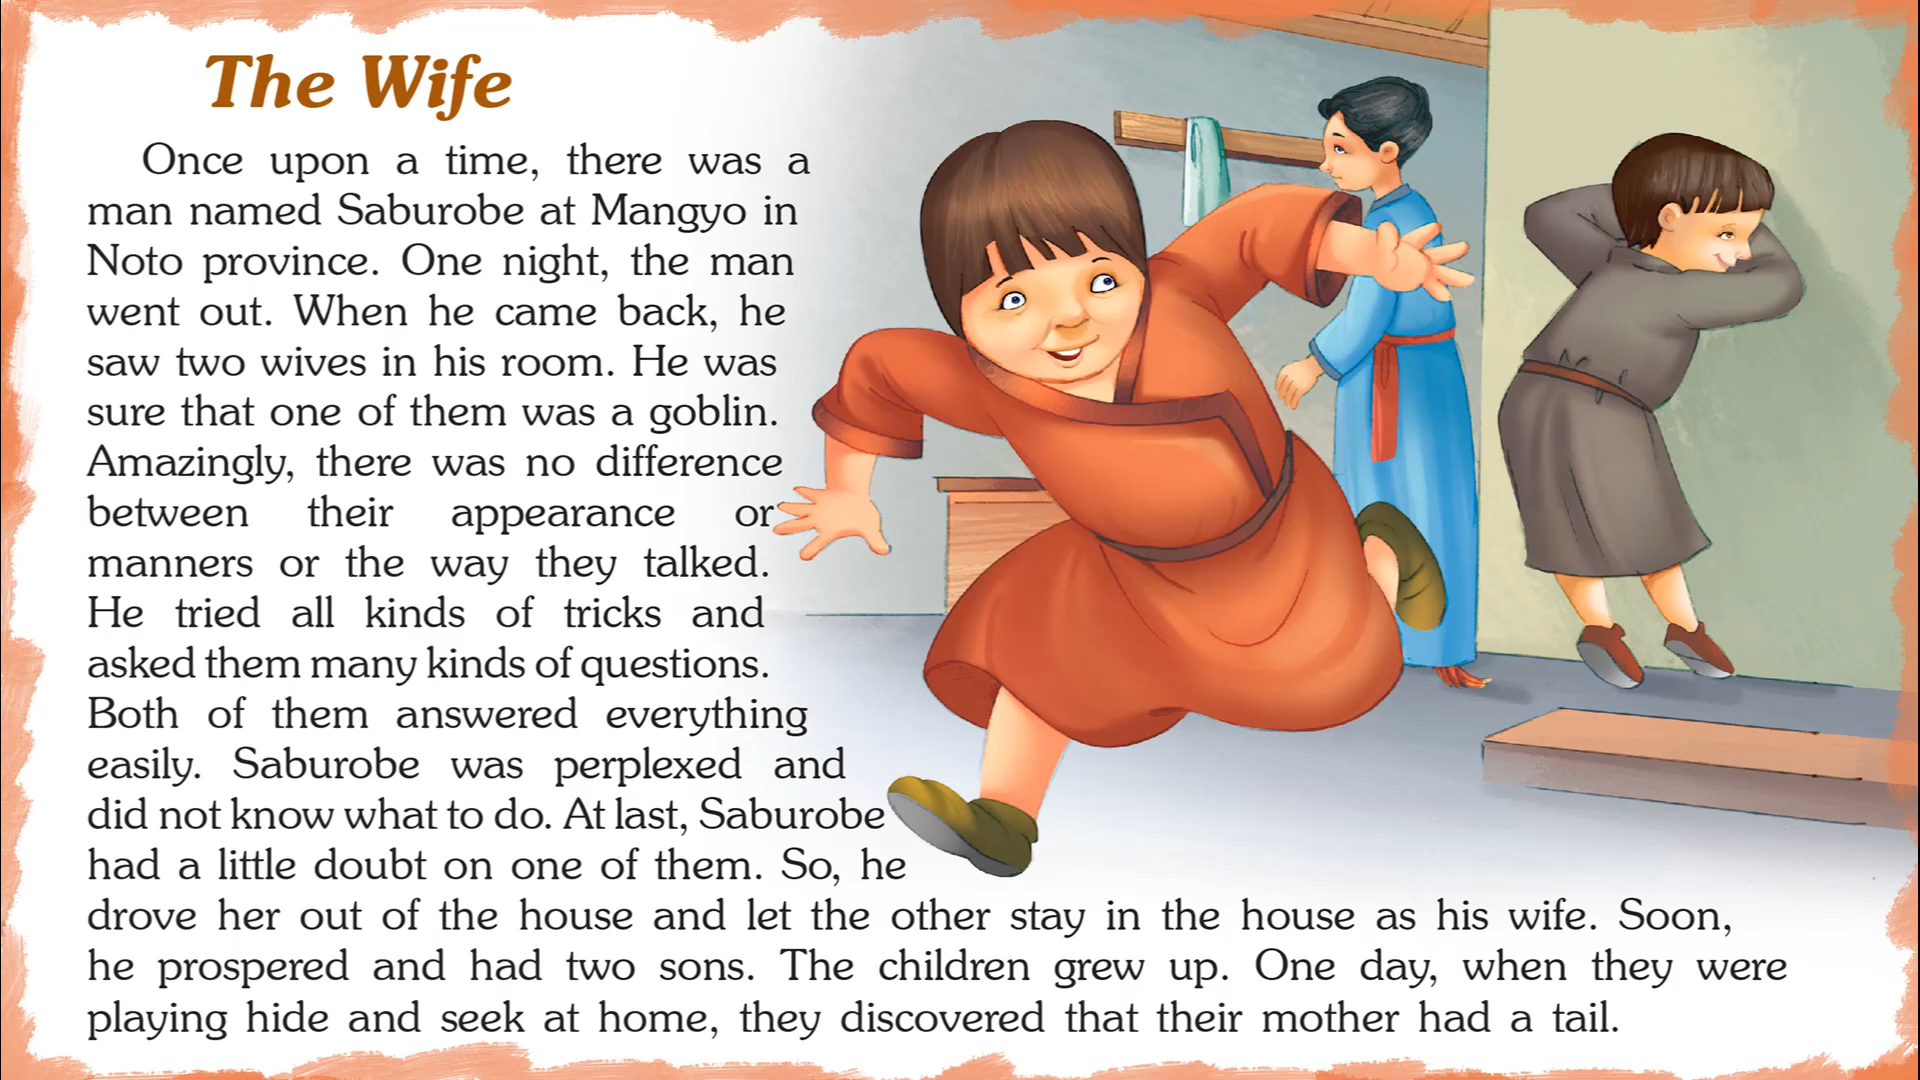 The Wife
Once upon a time, there was a
man named Saburobe at Mangyo in
Noto province. One night, the man
went out. When he came back, he
saw two wives in his room. He was
sure that one of them was a goblin.
Amazingly, there was no difference
between their appearance or
manners or the way they talked.
He tried all kinds of tricks and
asked them many kinds of questions.
Both of them answered everything
easily. Saburobe was perplexed and
did not know what to do. At last, Saburobe
had a little doubt on one of them. So, he
drove her out of the house and let the other stay in the house as his wife. Soon,
he prospered and had two sons. The children grew up. One day, when they were
playing hide and seek at home, they discovered that their mother had a tail.